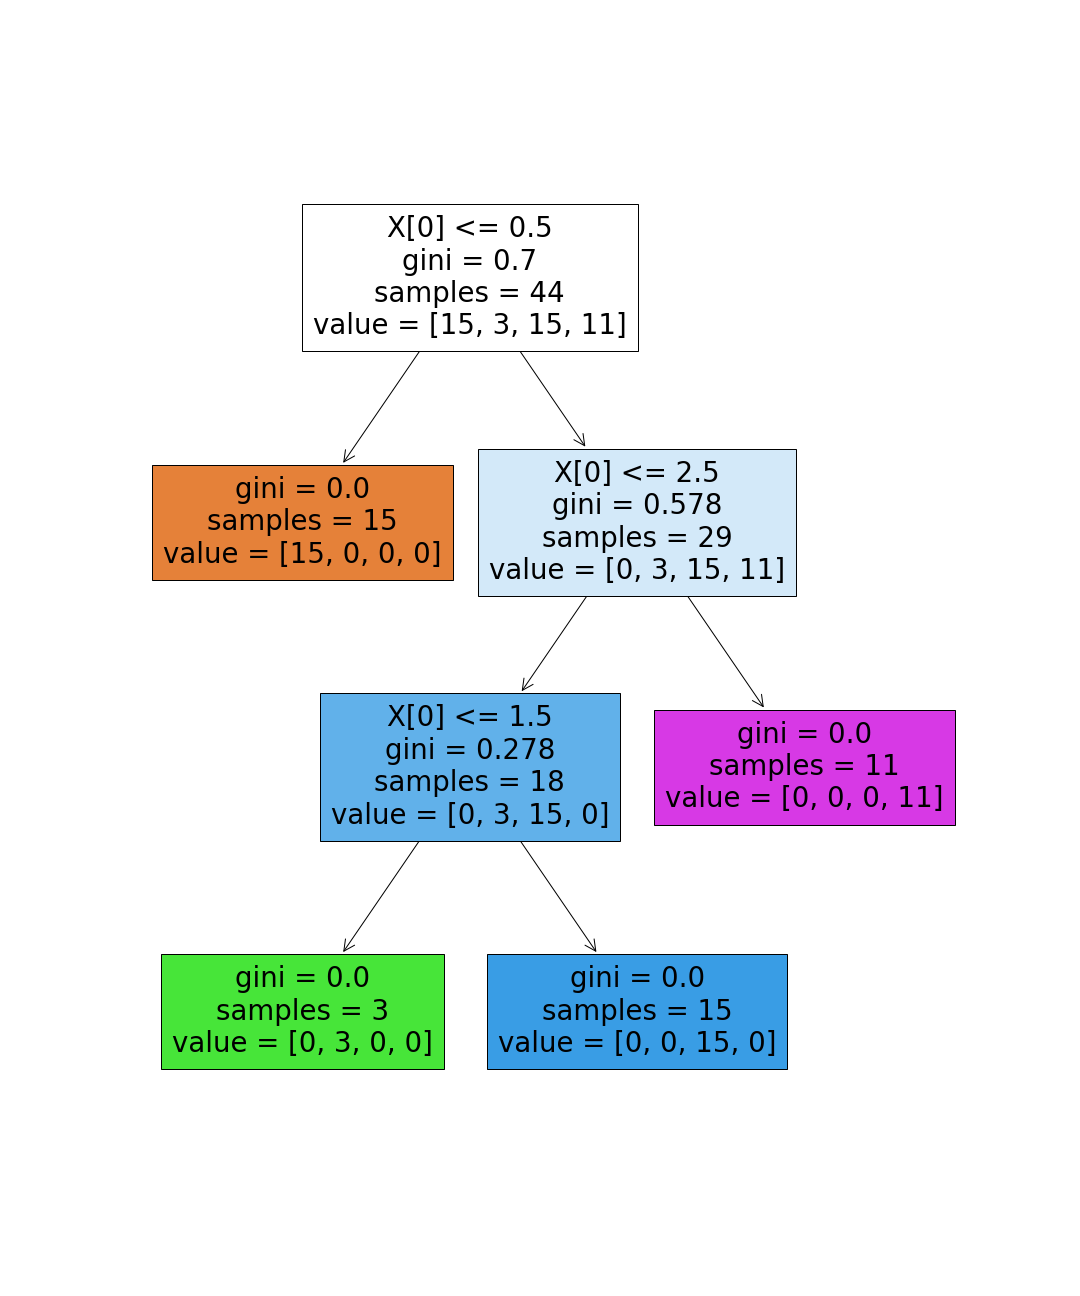 X[0] <= 0.5
gini = 0.7
samples = 44
value = [15, 3, 15, 11]
gini = 0.0
samples = 15
value = [15, 0, 0, 0]
X[0] <= 2.5
gini = 0.578
samples = 29
value = [0, 3, 15, 11]
X[0] <= 1.5
gini = 0.278
samples = 18
value = [0, 3, 15, 0]
gini = 0.0
samples = 11
value = [0, 0, 0, 11]
gini = 0.0
samples = 3
value = [0, 3, 0, 0]
gini = 0.0
samples = 15
value = [0, 0, 15, 0]